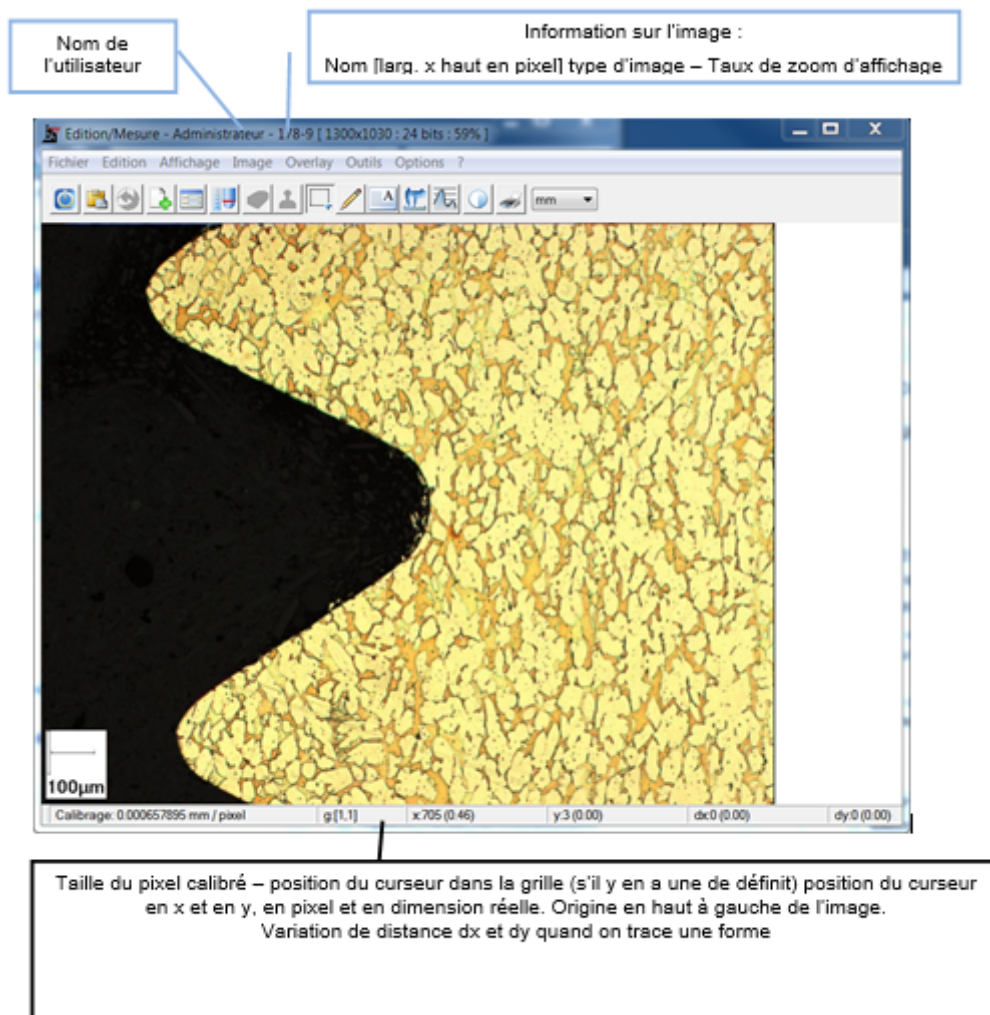 Nom de
l'utilisateur
Information sur l'image :
Nom [larg. x haut en pixel] type d'image – Taux de zoom d'affichage
Edition/Mesure - Administrateur - 178-9 [ 1300x1030 : 24 bits : 59% ]
Fichier Edition Affichage Image Overlay Outils Options ?
A
mm
100µm
Calibrage: 0.000657895 mm / pixel g:[1,1] x:705 (0.46) y:3 (0.00) dx:0 (0.00) dy:0 (0.00)
Taille du pixel calibré – position du curseur dans la grille (s'il y en a une de définit) position du curseur
en x et en y, en pixel et en dimension réelle. Origine en haut à gauche de l'image.
Variation de distance dx et dy quand on trace une forme